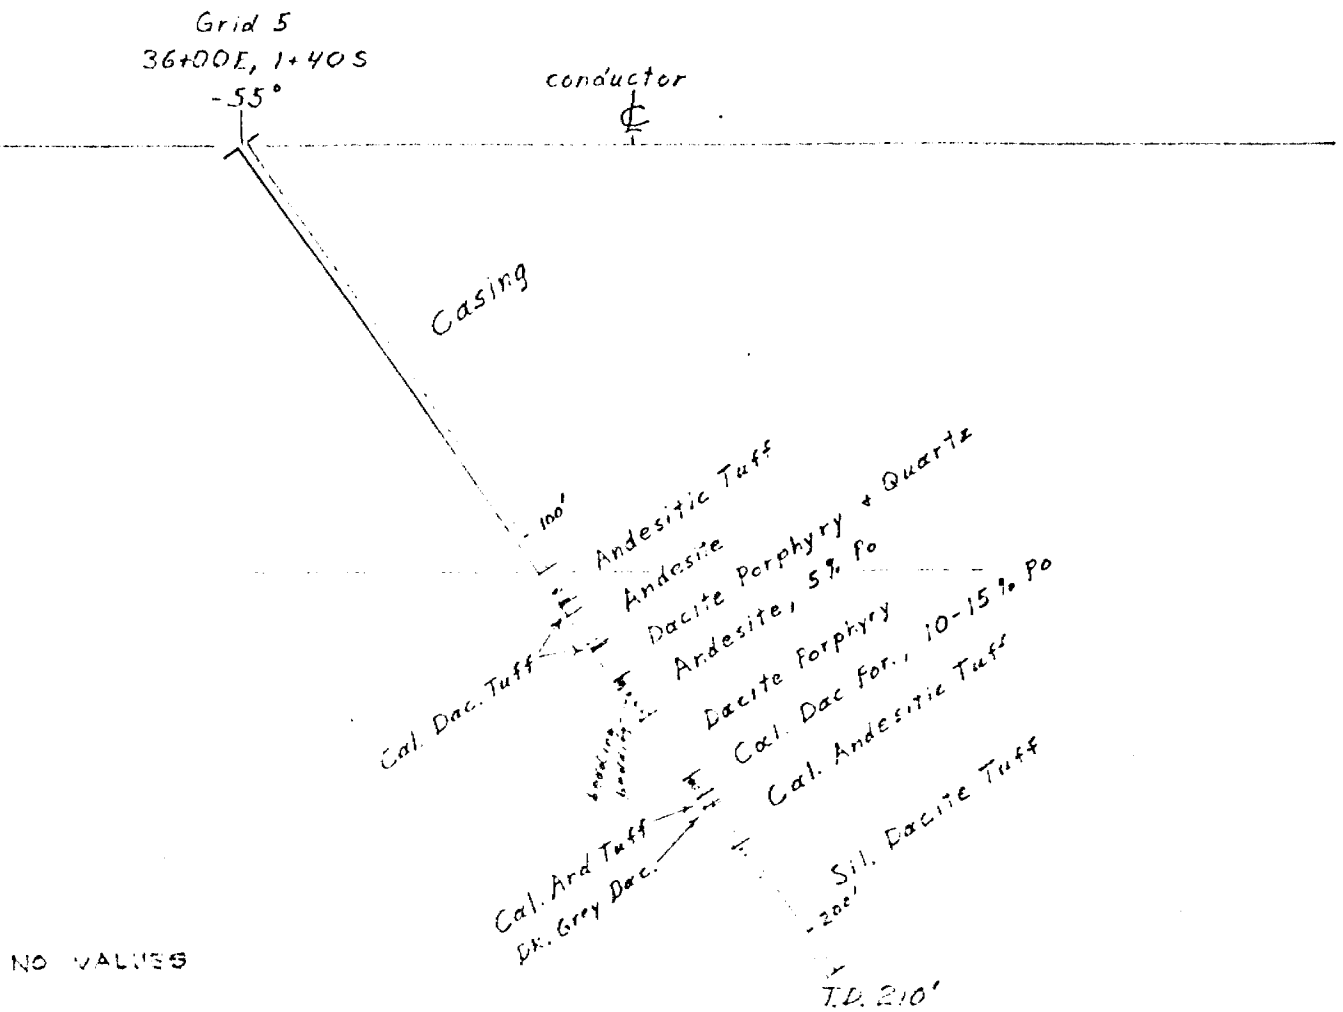 Grid 5
36+00E, 1+40S
-55°
conductor
Casing
100'
Andesitic Tuff
Andesite
Dacite Porphyry + Quartz
Andesite, 5% Po
Dacite Porphyry
Cal. Dac Por., 10-15% Po
Cal. Andesitic Tuff
Sil. Dacite Tuff
Cal. Dac. Tuff
bedding
bedding
Cal. And Tuff
Dk. Grey Dac.
200'
T.D. 210'
NO VALUES